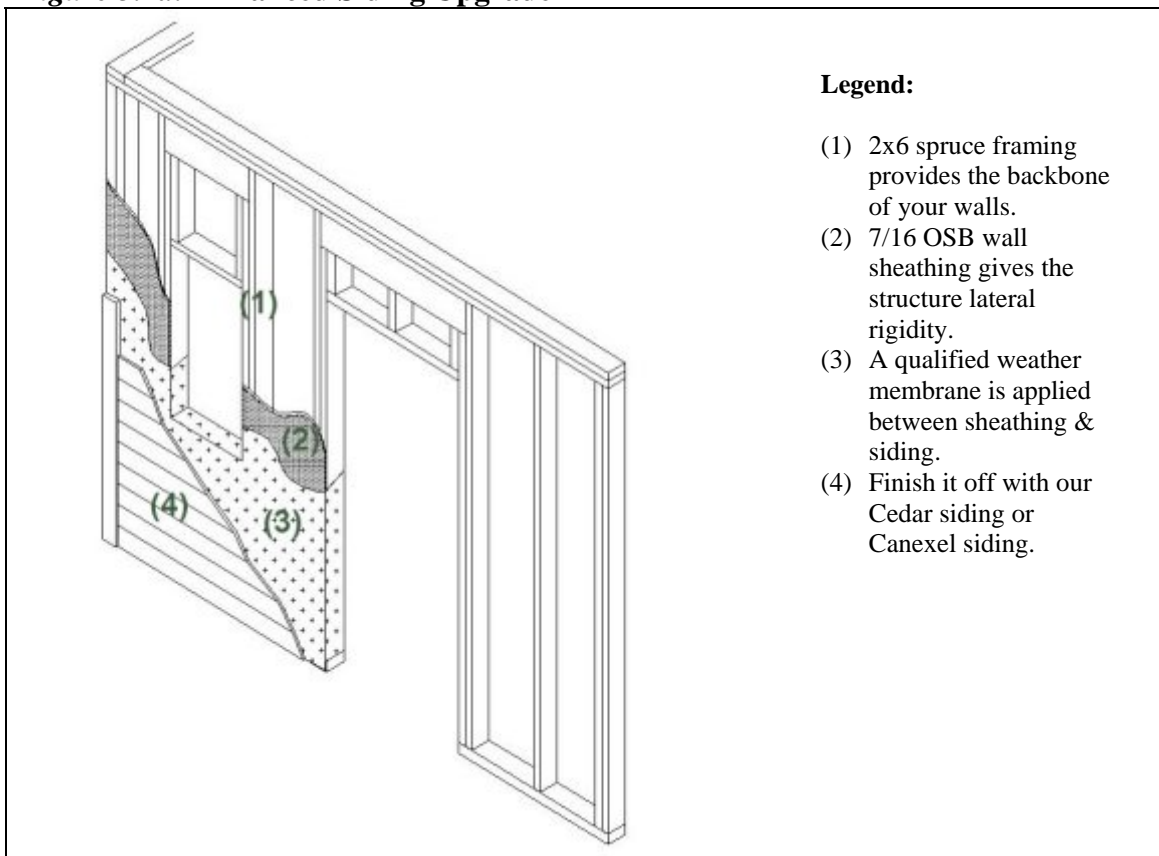 Siding Upgrade
Legend:
(1) 2x6 spruce framing
provides the backbone
of your walls.
(2) 7/16 OSB wall
sheathing gives the
structure lateral
rigidity.
(3) A qualified weather
membrane is applied
between sheathing &
siding.
(4) Finish it off with our
Cedar siding or
Canexel siding.
(1)
(2)
(3)
(4)